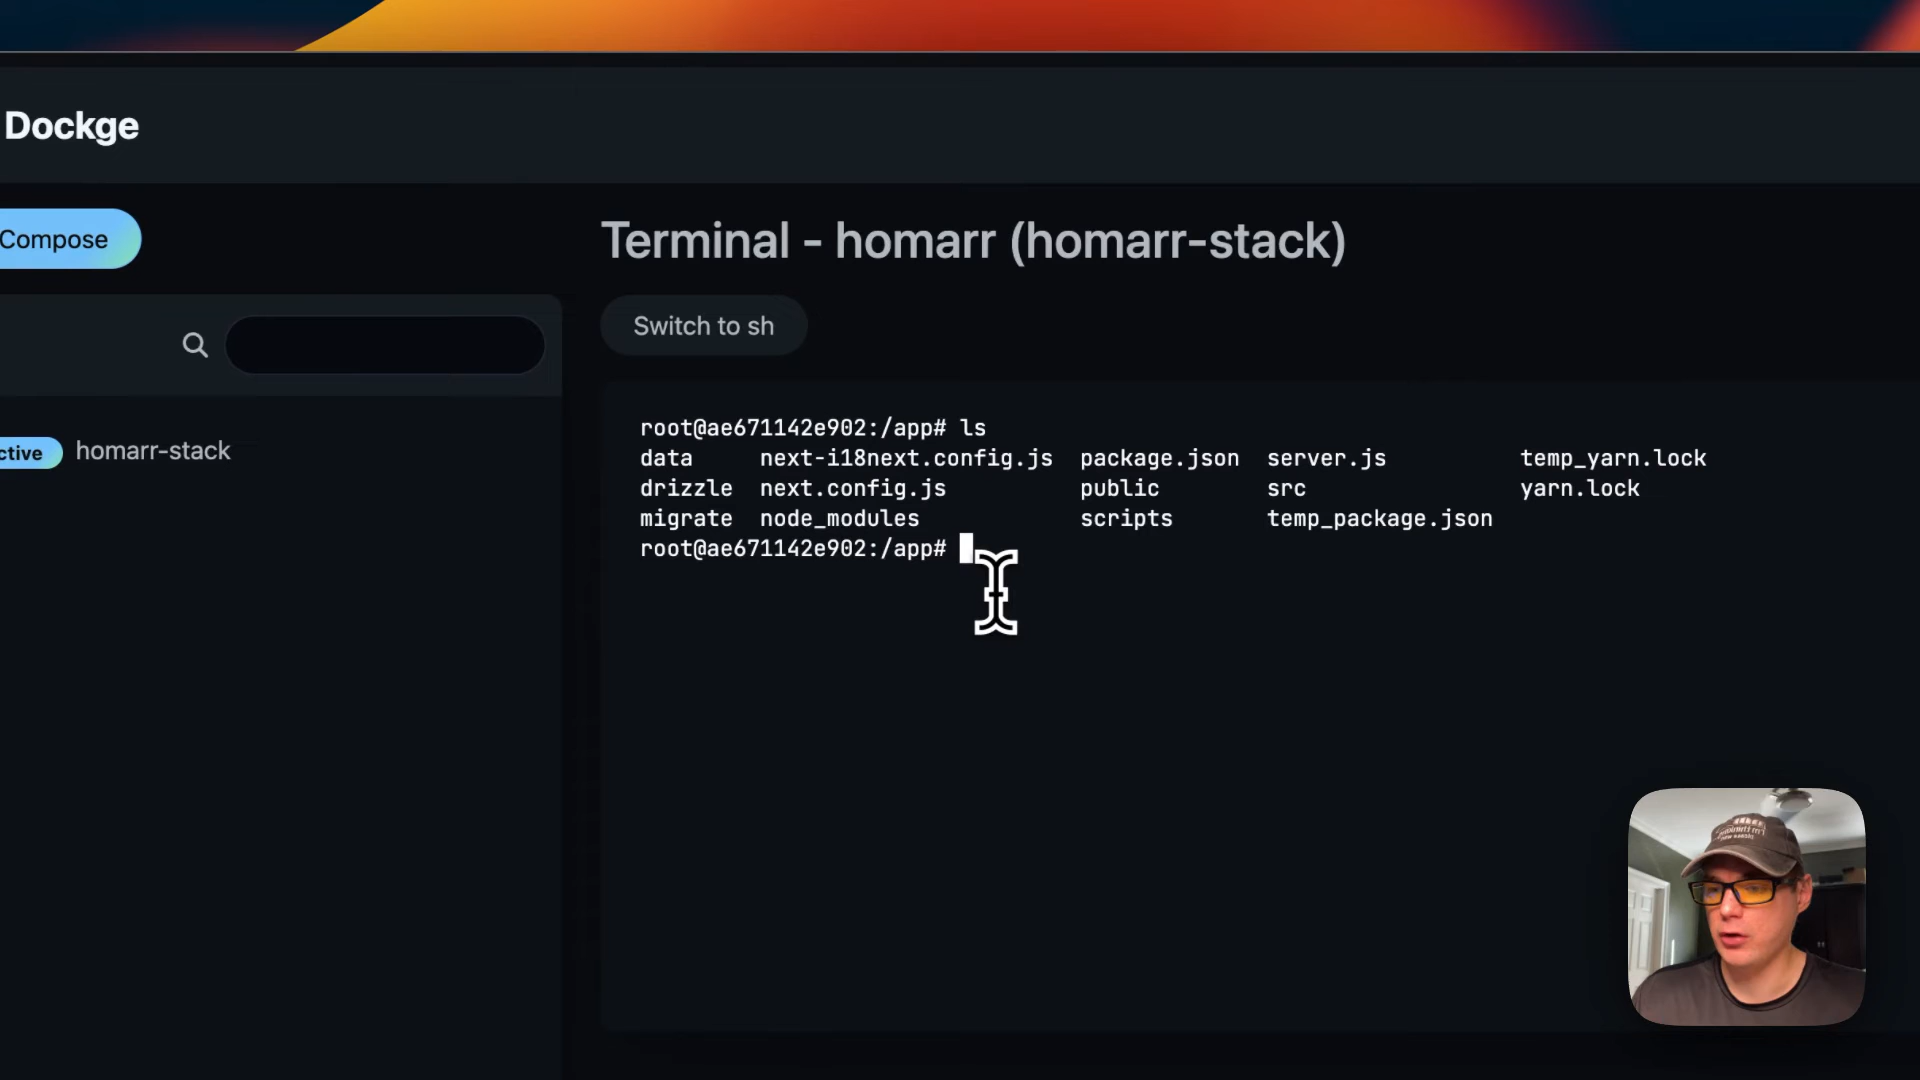 Dockge
Compose
Terminal - homarr (homarr-stack)
Switch to sh
ctive homarr-stack
root@ae671142e902:/app# ls
data next-i18next.config.js package.json server.js temp_yarn.lock
drizzle next.config.js public src yarn.lock
migrate node_modules scripts temp_package.json
root@ae671142e902:/app#